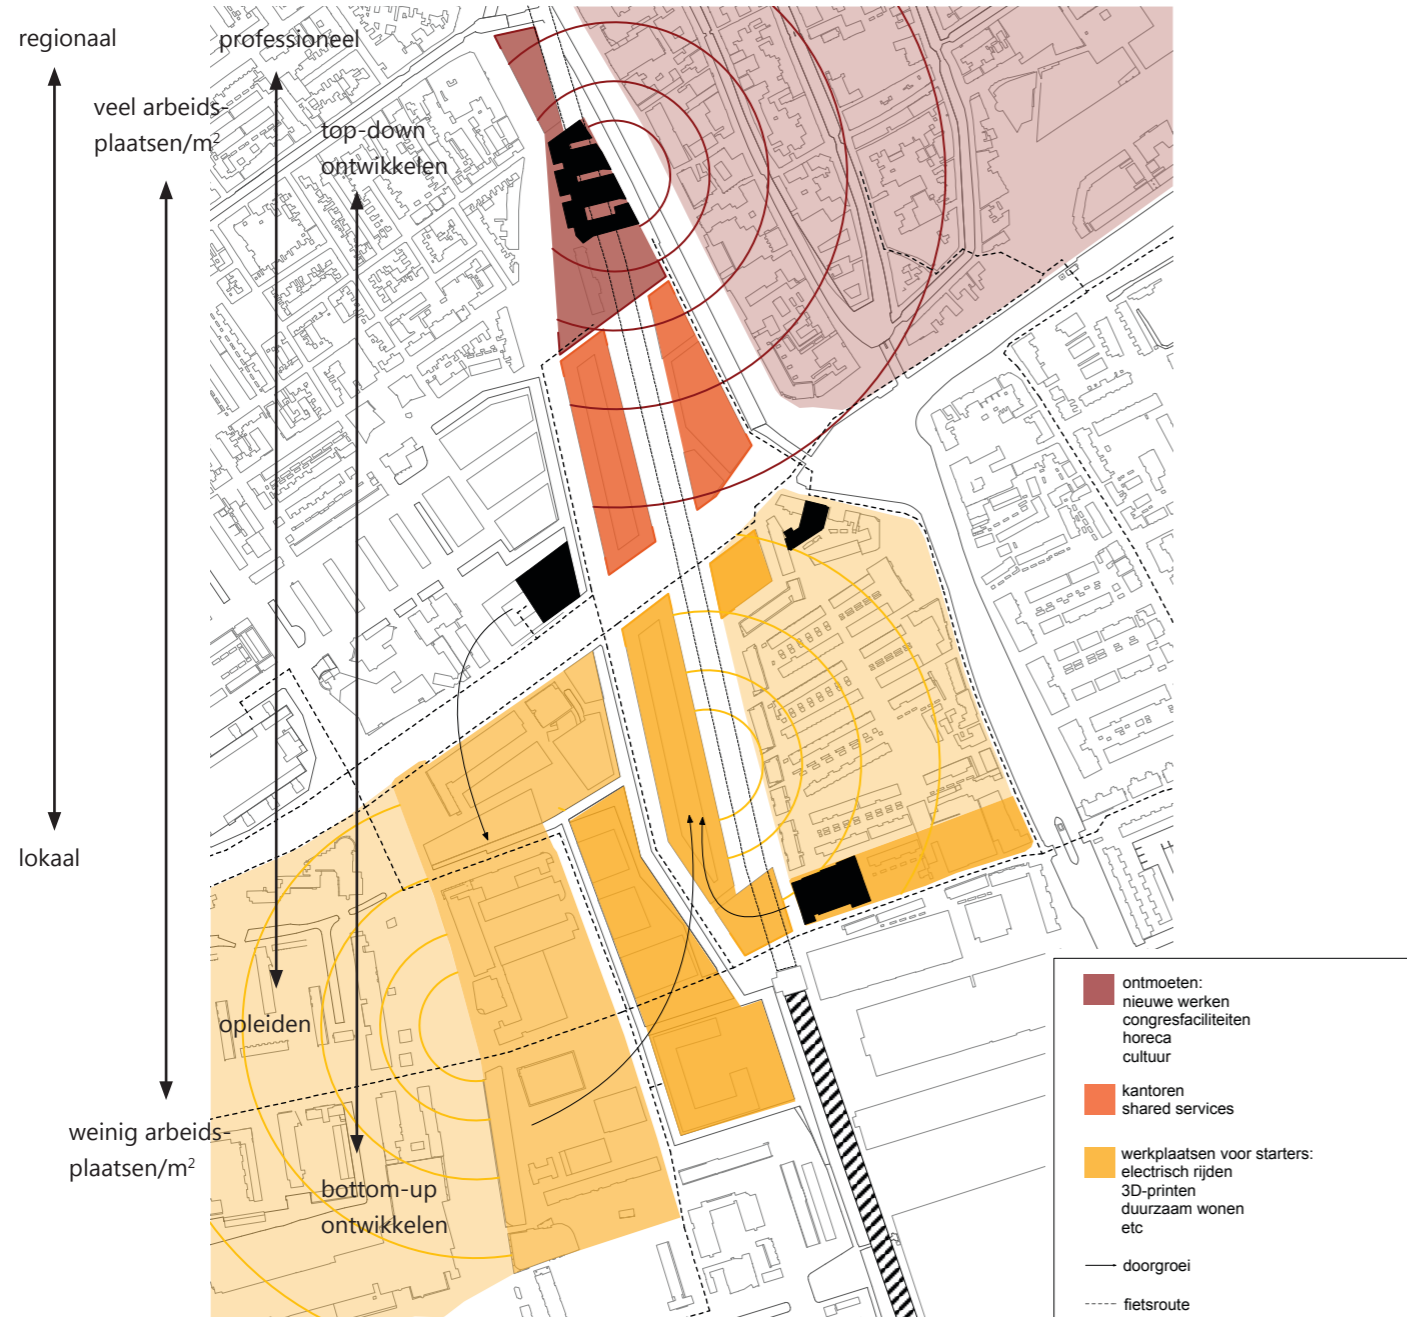 regionaal
professioneel
veel arbeids-
plaatsen/m²
top-down
ontwikkelen
lokaal
opleiden
weinig arbeids-
plaatsen/m²
bottom-up
ontwikkelen
ontmoeten:
nieuwe werken
congresfaciliteiten
horeca
cultuur
kantoren
shared services
werkplaatsen voor starters:
electrisch rijden
3D-printen
duurzaam wonen
etc
doorgroei
fietsroute